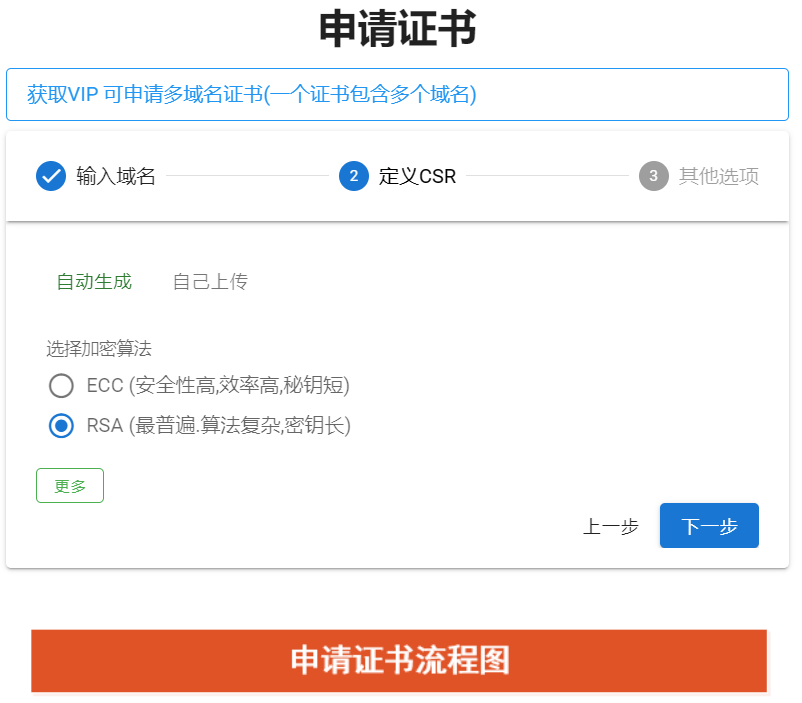 申请证书
获取VIP 可申请多域名证书(一个证书包含多个域名)
输入域名 2 定义CSR 3 其他选项
自动生成 自己上传
选择加密算法
ECC (安全性高,效率高,秘钥短)
RSA (最普遍.算法复杂,密钥长)
更多
上一步 下一步
申请证书流程图